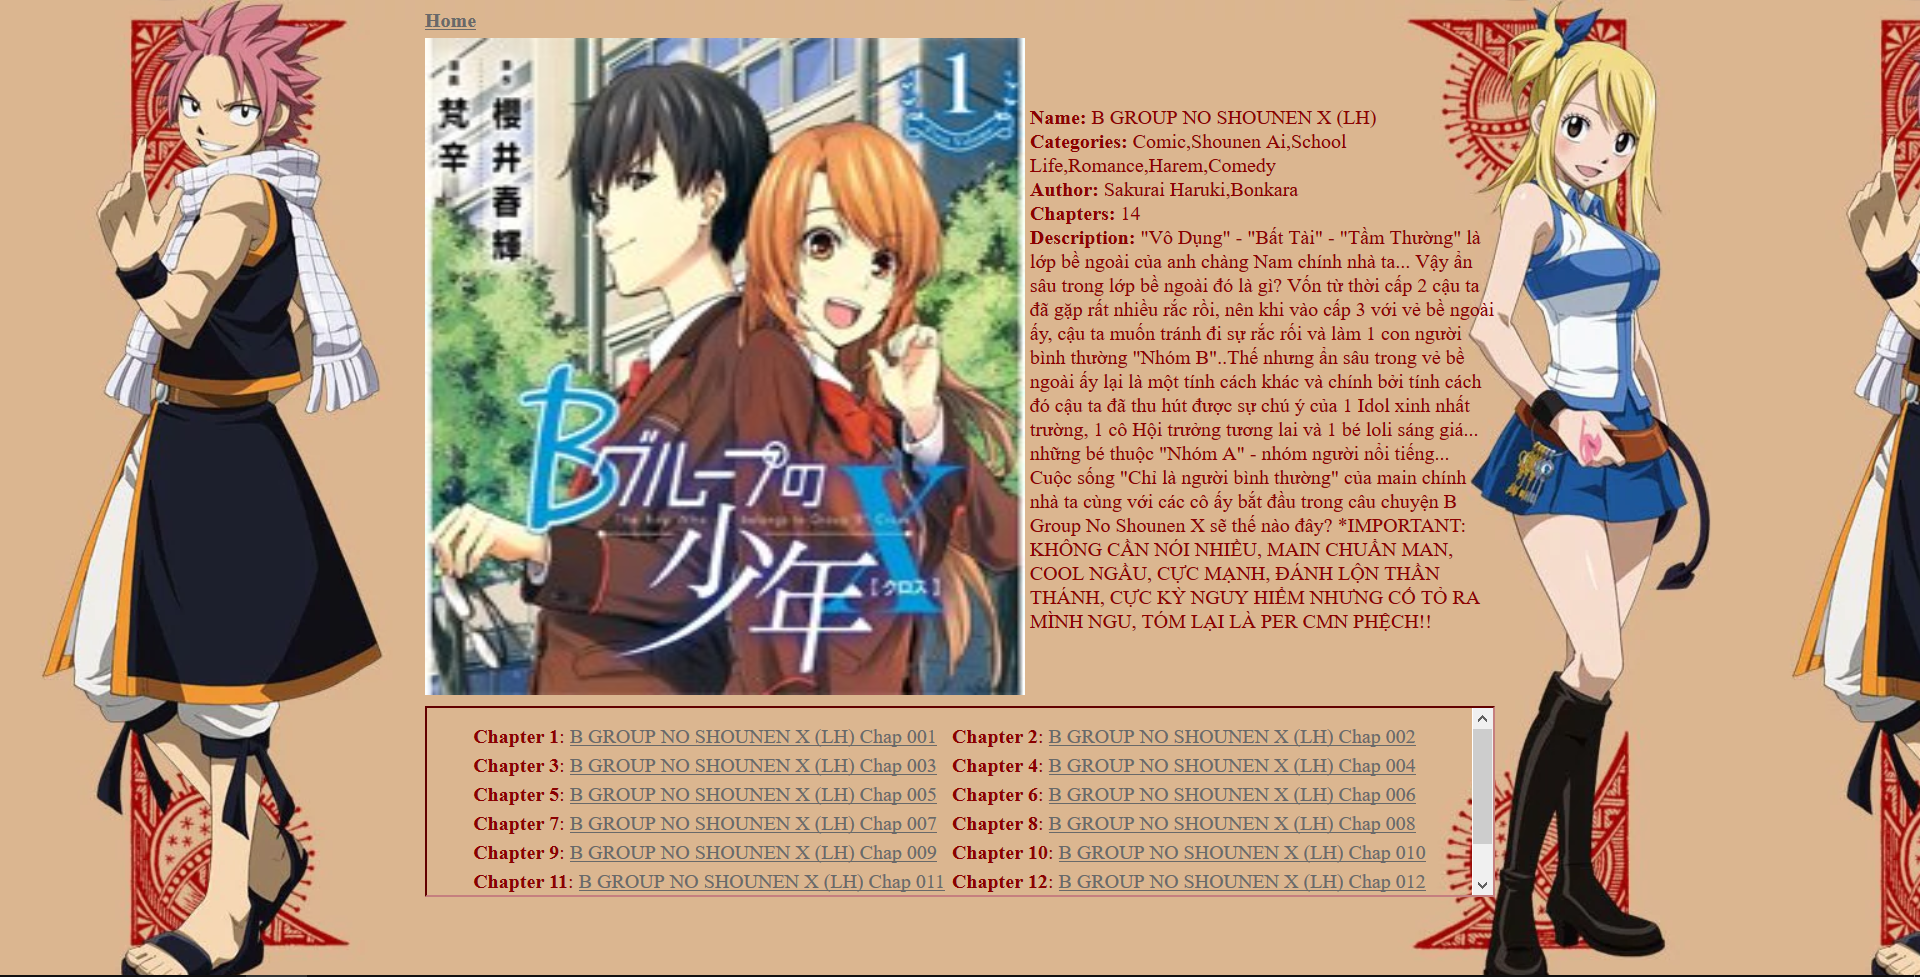 Home
原作
櫻井春輝
漫画
梵辛
1
Bグループの
少年X
[クロス]
Name: B GROUP NO SHOUNEN X (LH)
Categories: Comic,Shounen Ai,School
Life,Romance,Harem,Comedy
Author: Sakurai Haruki,Bonkara
Chapters: 14
Description: "Vô Dụng" - "Bất Tài" - "Tầm Thường" là
lớp bề ngoài của anh chàng Nam chính nhà ta... Vậy ẩn
sâu trong lớp bề ngoài đó là gì? Vốn từ thời cấp 2 cậu ta
đã gặp rất nhiều rắc rồi, nên khi vào cấp 3 với vẻ bề ngoài
ấy, cậu ta muốn tránh đi sự rắc rối và làm 1 con người
bình thường "Nhóm B"..Thế nhưng ẩn sâu trong vẻ bề
ngoài ấy lại là một tính cách khác và chính bởi tính cách
đó cậu ta đã thu hút được sự chú ý của 1 Idol xinh nhất
trường, 1 cô Hội trưởng tương lai và 1 bé loli sáng giá...
những bé thuộc "Nhóm A" - nhóm người nổi tiếng...
Cuộc sống "Chỉ là người bình thường" của main chính
nhà ta cùng với các cô ấy bắt đầu trong câu chuyện B
Group No Shounen X sẽ thế nào đây? *IMPORTANT:
KHÔNG CẦN NÓI NHIỀU, MAIN CHUẨN MAN,
COOL NGẦU, CỰC MẠNH, ĐÁNH LỘN THẦN
THÁNH, CỰC KỲ NGUY HIỂM NHƯNG CỐ TỎ RA
MÌNH NGU, TÓM LẠI LÀ PER CMN PHỆCH!!
Chapter 1: B GROUP NO SHOUNEN X (LH) Chap 001 Chapter 2: B GROUP NO SHOUNEN X (LH) Chap 002
Chapter 3: B GROUP NO SHOUNEN X (LH) Chap 003 Chapter 4: B GROUP NO SHOUNEN X (LH) Chap 004
Chapter 5: B GROUP NO SHOUNEN X (LH) Chap 005 Chapter 6: B GROUP NO SHOUNEN X (LH) Chap 006
Chapter 7: B GROUP NO SHOUNEN X (LH) Chap 007 Chapter 8: B GROUP NO SHOUNEN X (LH) Chap 008
Chapter 9: B GROUP NO SHOUNEN X (LH) Chap 009 Chapter 10: B GROUP NO SHOUNEN X (LH) Chap 010
Chapter 11: B GROUP NO SHOUNEN X (LH) Chap 011 Chapter 12: B GROUP NO SHOUNEN X (LH) Chap 012